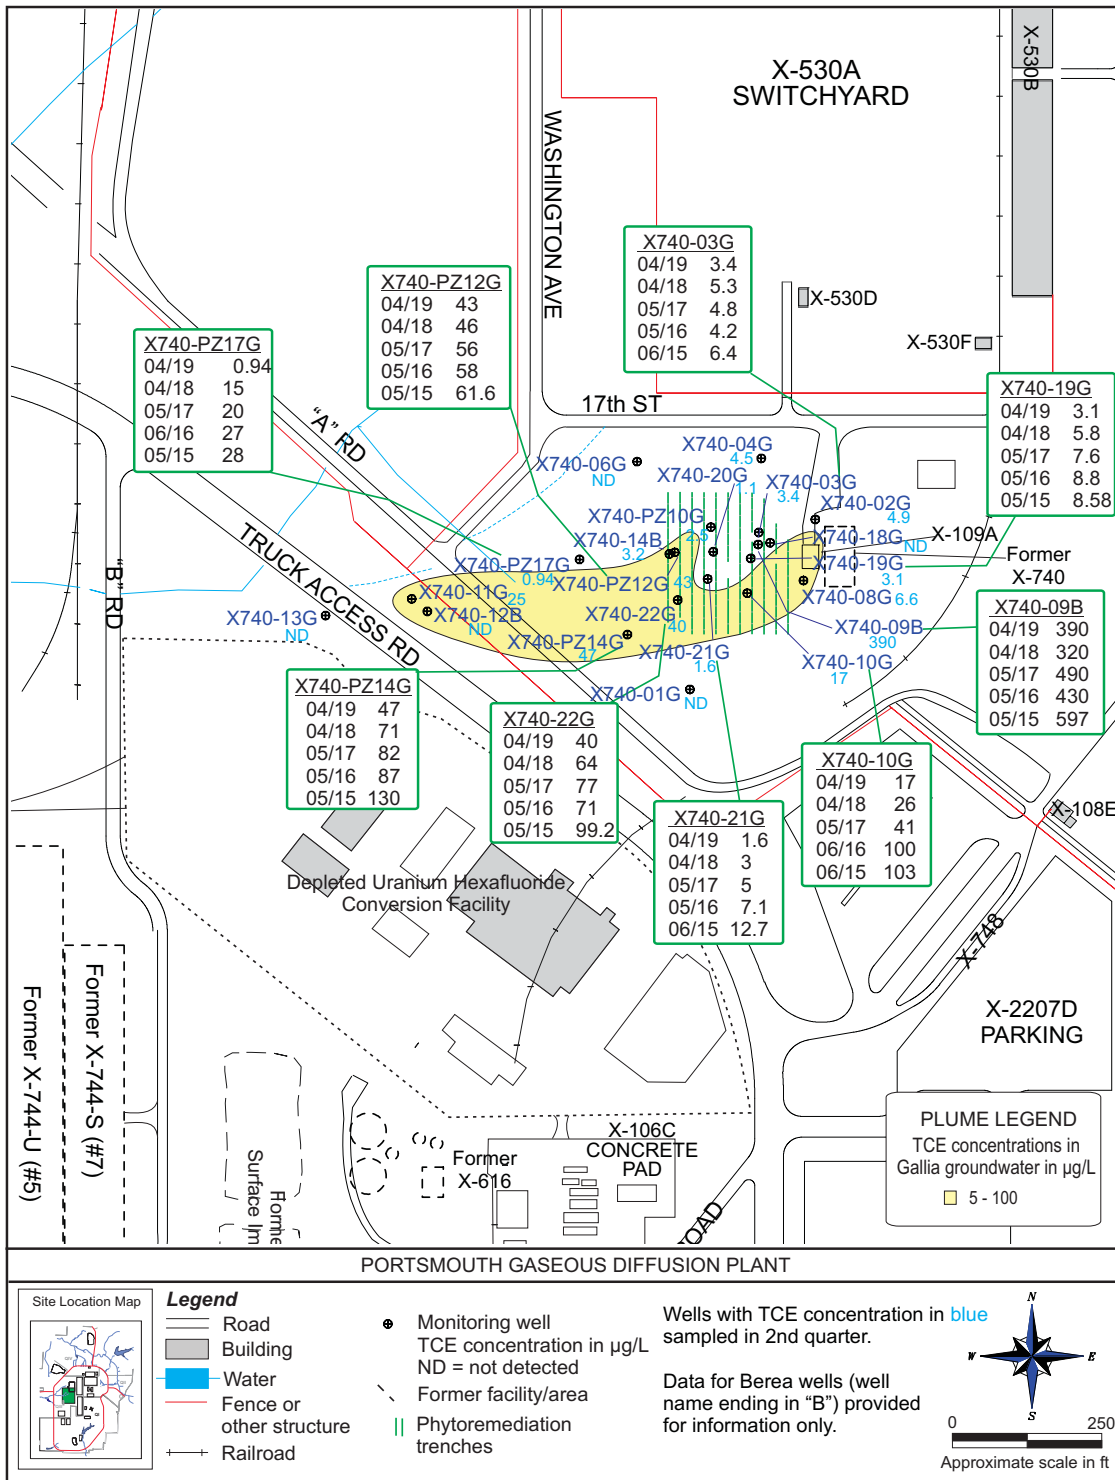 X-530A
SWITCHYARD
X-530B
WASHINGTON AVE
X740-03G
04/19 3.4
04/18 5.3
05/17 4.8
05/16 4.2
06/15 6.4
X740-PZ12G
04/19 43
04/18 46
05/17 56
05/16 58
05/15 61.6
X-530D
X-530F
X740-PZ17G
04/19 0.94
04/18 15
05/17 20
06/16 27
05/15 28
X740-19G
04/19 3.1
04/18 5.8
05/17 7.6
05/16 8.8
05/15 8.58
17th ST
"A" RD
"B" RD
TRUCK ACCESS RD
X740-04G
4.5
X740-06G
ND
X740-20G
1.1
X740-03G
3.4
X740-02G
4.9
X740-PZ10G
2.5
X740-14B
3.2
X740-18G
ND
X-109A
X740-PZ17G
0.94
X740-PZ12G
43
X740-19G
3.1
Former
X-740
X740-11G
25
X740-12B
ND
X740-22G
40
X740-08G
6.6
X740-13G
ND
X740-PZ14G
47
X740-21G
1.6
X740-09B
390
X740-10G
17
X740-01G
ND
X740-09B
04/19 390
04/18 320
05/17 490
05/16 430
05/15 597
X740-PZ14G
04/19 47
04/18 71
05/17 82
05/16 87
05/15 130
X740-22G
04/19 40
04/18 64
05/17 77
05/16 71
05/15 99.2
X740-10G
04/19 17
04/18 26
05/17 41
06/16 100
06/15 103
X740-21G
04/19 1.6
04/18 3
05/17 5
05/16 7.1
06/15 12.7
X-108E
Depleted Uranium Hexafluoride
Conversion Facility
X-748
X-2207D
PARKING
Former X-744-U (#5)
Former X-744-S (#7)
Surface Im
Former
X-616
X-106C
CONCRETE
PAD
ROAD
PLUME LEGEND
TCE concentrations in
Gallia groundwater in µg/L
5 - 100
PORTSMOUTH GASEOUS DIFFUSION PLANT
Site Location Map
Legend
Road
Building
Water
Fence or
other structure
Railroad
Monitoring well
TCE concentration in µg/L
ND = not detected
Former facility/area
Phytoremediation
trenches
Wells with TCE concentration in blue
sampled in 2nd quarter.
Data for Berea wells (well
name ending in "B") provided
for information only.
N
W
E
S
0 250
Approximate scale in ft